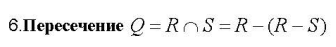 6.Пересечение Q = R ∩ S = R − (R − S)